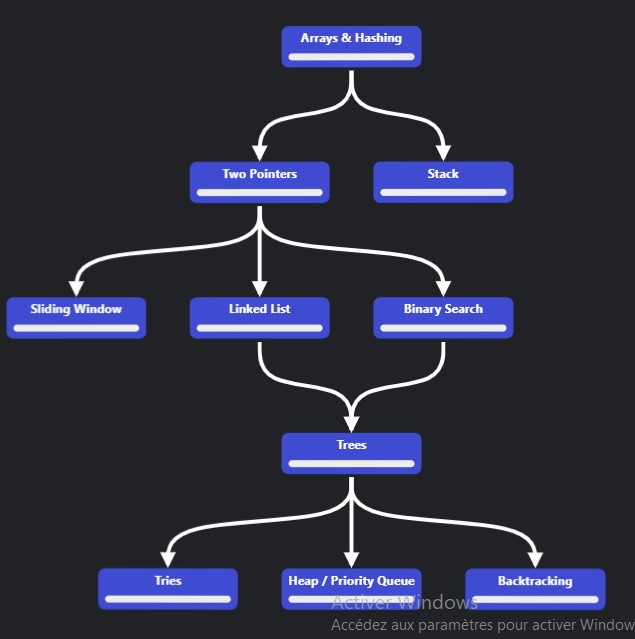 Arrays & Hashing
Two Pointers
Stack
Sliding Window
Linked List
Binary Search
Trees
Tries
Heap / Priority Queue
Backtracking
Activer Windows
Accédez aux paramètres pour activer Window